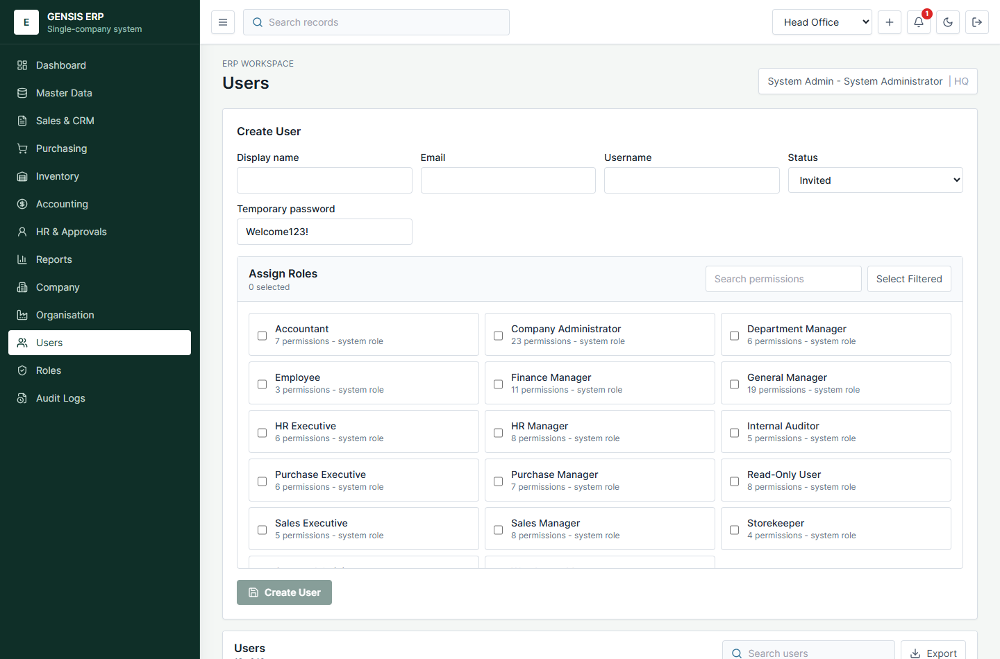 E
GENSIS ERP
Single-company system
Dashboard
Master Data
Sales & CRM
Purchasing
Inventory
Accounting
HR & Approvals
Reports
Company
Organisation
Users
Roles
Audit Logs
Search records
Head Office
1
ERP WORKSPACE
Users
System Admin - System Administrator | HQ
Create User
Display name
Email
Username
Status
Invited
Temporary password
Welcome123!
Assign Roles
0 selected
Search permissions
Select Filtered
Accountant
7 permissions - system role
Company Administrator
23 permissions - system role
Department Manager
6 permissions - system role
Employee
3 permissions - system role
Finance Manager
11 permissions - system role
General Manager
19 permissions - system role
HR Executive
6 permissions - system role
HR Manager
8 permissions - system role
Internal Auditor
5 permissions - system role
Purchase Executive
6 permissions - system role
Purchase Manager
7 permissions - system role
Read-Only User
8 permissions - system role
Sales Executive
5 permissions - system role
Sales Manager
8 permissions - system role
Storekeeper
4 permissions - system role
Create User
Users
Search users
Export